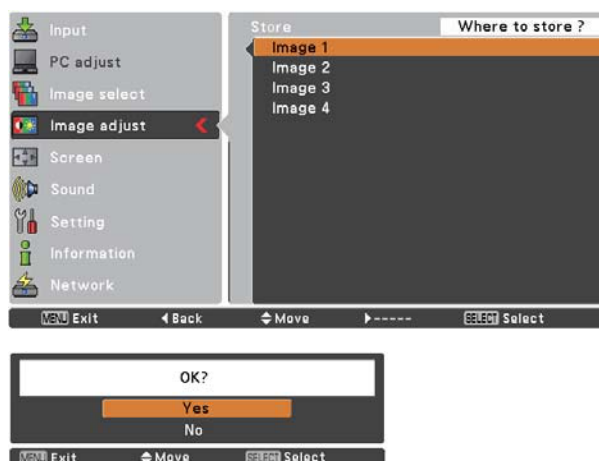 Input
PC adjust
Image select
Image adjust
Screen
Sound
Setting
Information
Network
Store
Where to store ?
Image 1
Image 2
Image 3
Image 4
MENU Exit
Back
Move
-----
SELECT Select
OK?
Yes
No
MENU Exit
Move
SELECT Select